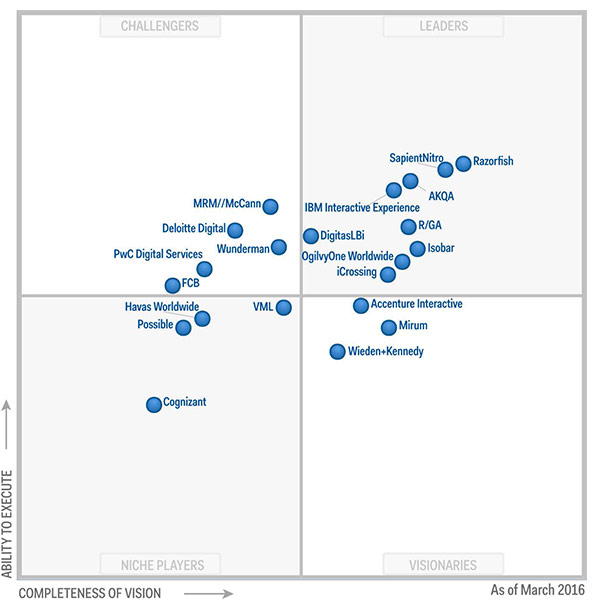 CHALLENGERS
LEADERS
SapientNitro
Razorfish
AKQA
IBM Interactive Experience
MRM//McCann
R/GA
Deloitte Digital
DigitasLBi
Wunderman
Isobar
PwC Digital Services
OgilvyOne Worldwide
iCrossing
FCB
Havas Worldwide
VML
Accenture Interactive
Possible
Mirum
Wieden+Kennedy
Cognizant
ABILITY TO EXECUTE
NICHE PLAYERS
VISIONARIES
COMPLETENESS OF VISION
As of March 2016